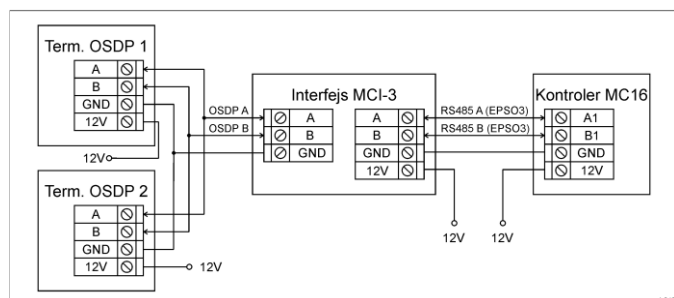 Term. OSDP 1
A
B
GND
12V
12V
Term. OSDP 2
A
B
GND
12V
12V
OSDP A
OSDP B
Interfejs MCI-3
A
B
GND
A
B
GND
12V
12V
RS485 A (EPSO3)
RS485 B (EPSO3)
Kontroler MC16
A1
B1
GND
12V
12V